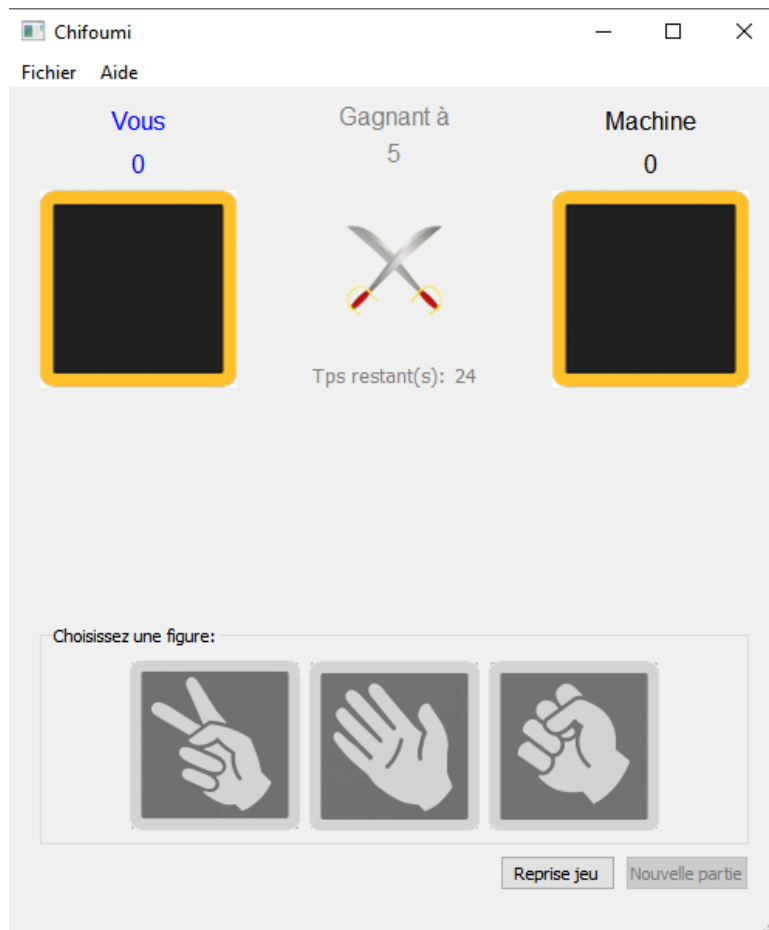 Chifoumi
Fichier Aide
Vous Gagnant à Machine
0 5 0
Tps restant(s): 24
Choisissez une figure:
Reprise jeu Nouvelle partie